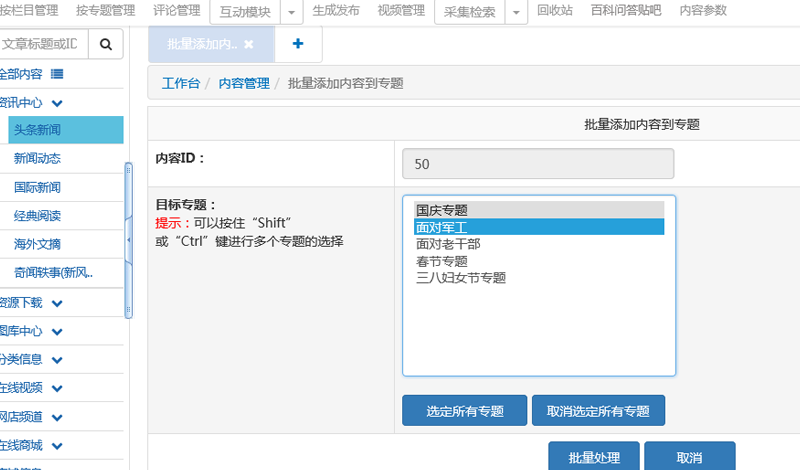 按栏目管理 按专题管理 评论管理 互动模块 生成发布 视频管理 采集检索 回收站 百科问答贴吧 内容参数
文章标题或ID
批量添加内..
全部内容
工作台 / 内容管理 / 批量添加内容到专题
资讯中心
头条新闻
新闻动态
国际新闻
经典阅读
海外文摘
奇闻轶事(新风..
资源下载
图库中心
分类信息
在线视频
网店频道
在线商城
批量添加内容到专题
内容ID：
50
目标专题：
提示：可以按住“Shift”
或“Ctrl”键进行多个专题的选择
国庆专题
面对军工
面对老干部
春节专题
三八妇女节专题
选定所有专题 取消选定所有专题
批量处理 取消